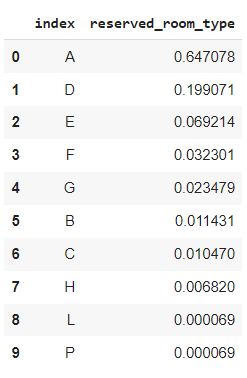 index reserved_room_type
0 A 0.647078
1 D 0.199071
2 E 0.069214
3 F 0.032301
4 G 0.023479
5 B 0.011431
6 C 0.010470
7 H 0.006820
8 L 0.000069
9 P 0.000069